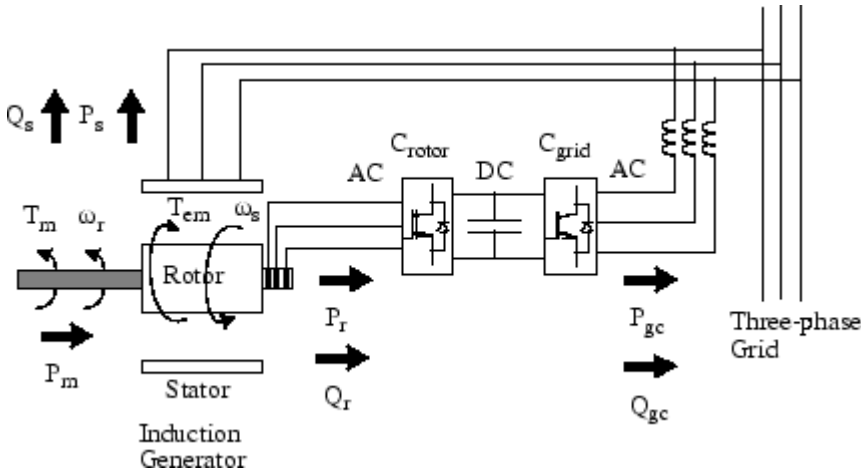 Q_s P_s
C_rotor C_grid
AC DC AC
T_m ω_r T_em ω_s
Rotor
P_m P_r P_gc
Three-phase
Grid
Stator Q_r Q_gc
Induction
Generator